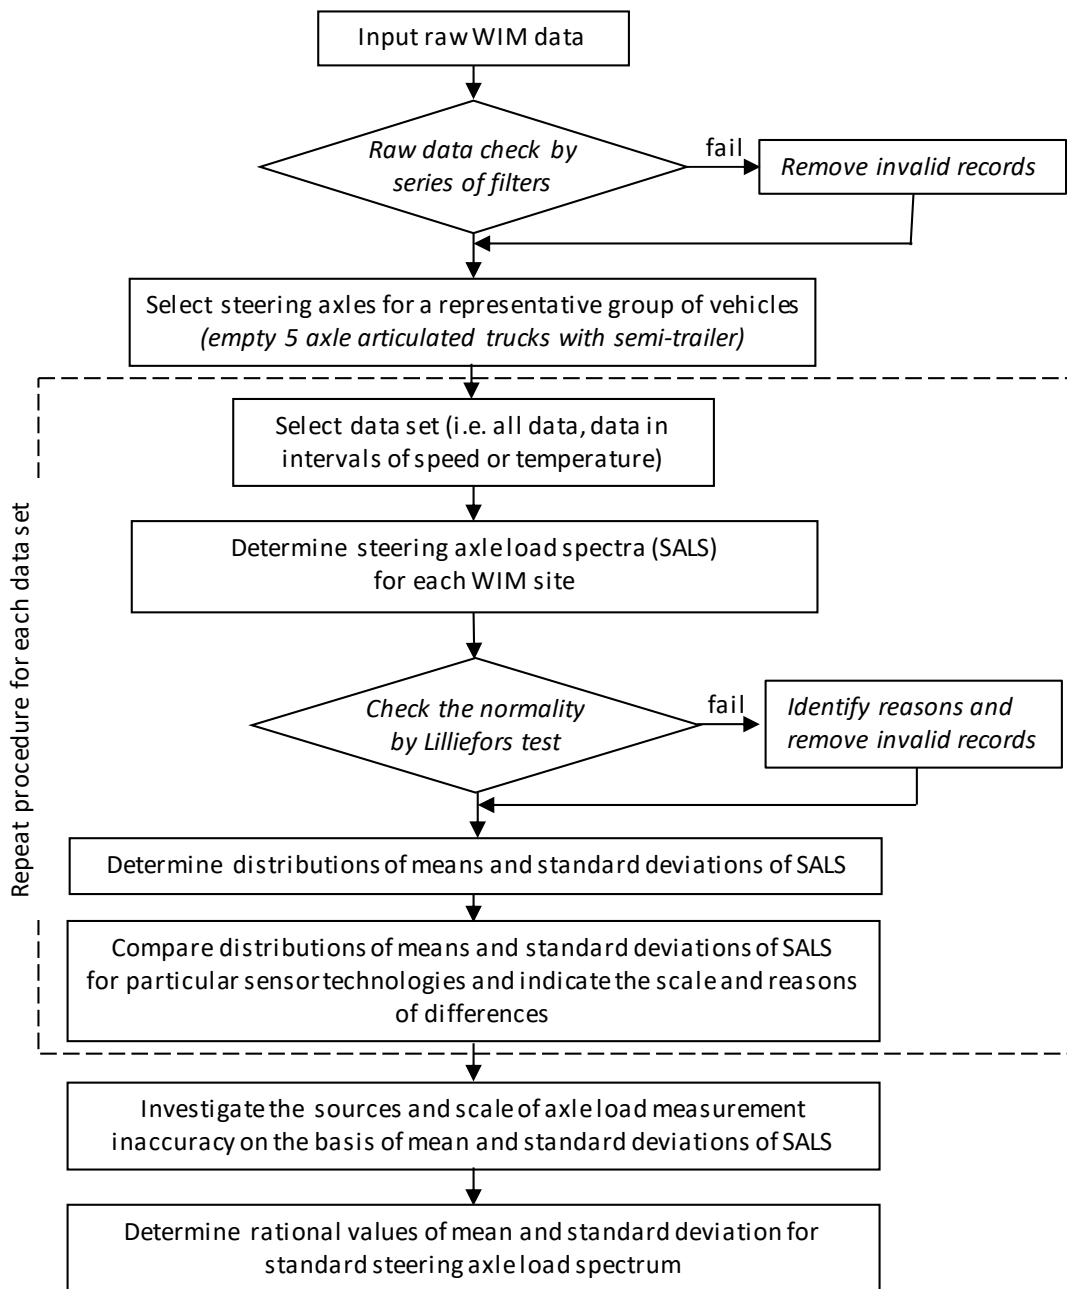 Input raw WIM data
Raw data check by
series of filters
fail
Remove invalid records
Select steering axles for a representative group of vehicles
(empty 5 axle articulated trucks with semi-trailer)
Repeat procedure for each data set
Select data set (i.e. all data, data in
intervals of speed or temperature)
Determine steering axle load spectra (SALS)
for each WIM site
Check the normality
by Lilliefors test
fail
Identify reasons and
remove invalid records
Determine distributions of means and standard deviations of SALS
Compare distributions of means and standard deviations of SALS
for particular sensor technologies and indicate the scale and reasons
of differences
Investigate the sources and scale of axle load measurement
inaccuracy on the basis of mean and standard deviations of SALS
Determine rational values of mean and standard deviation for
standard steering axle load spectrum